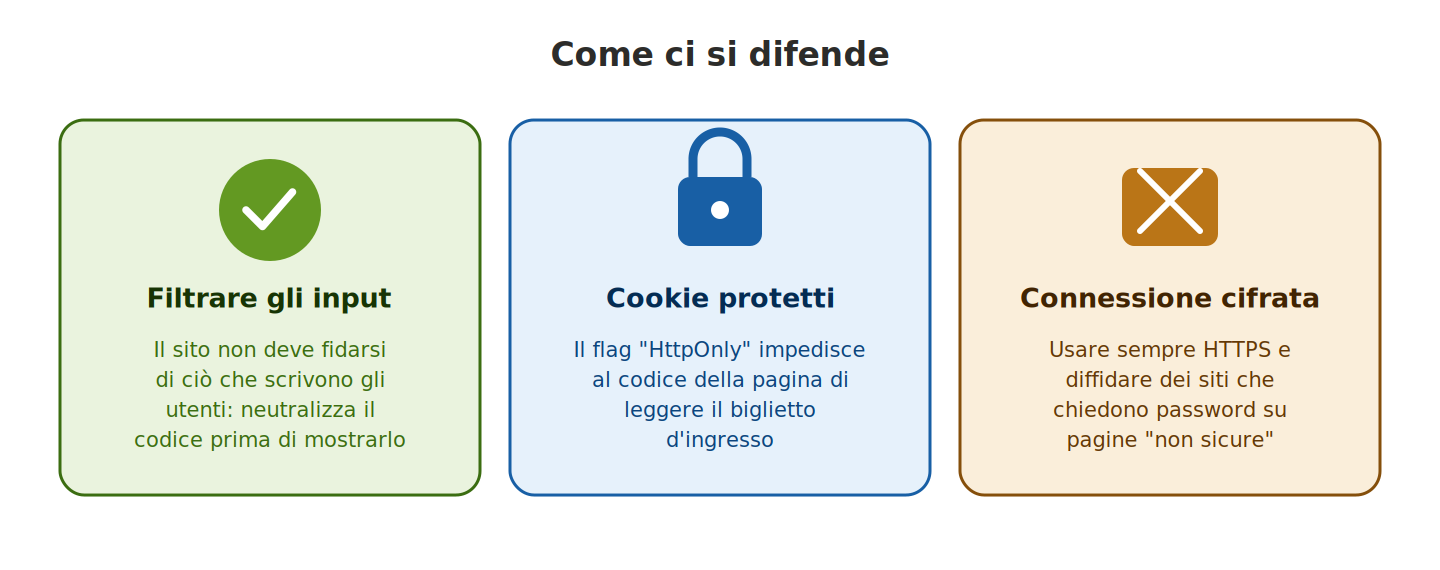 Come ci si difende
Filtrare gli input
Il sito non deve fidarsi
di ciò che scrivono gli
utenti: neutralizza il
codice prima di mostrarlo
Cookie protetti
Il flag "HttpOnly" impedisce
al codice della pagina di
leggere il biglietto
d'ingresso
Connessione cifrata
Usare sempre HTTPS e
diffidare dei siti che
chiedono password su
pagine "non sicure"